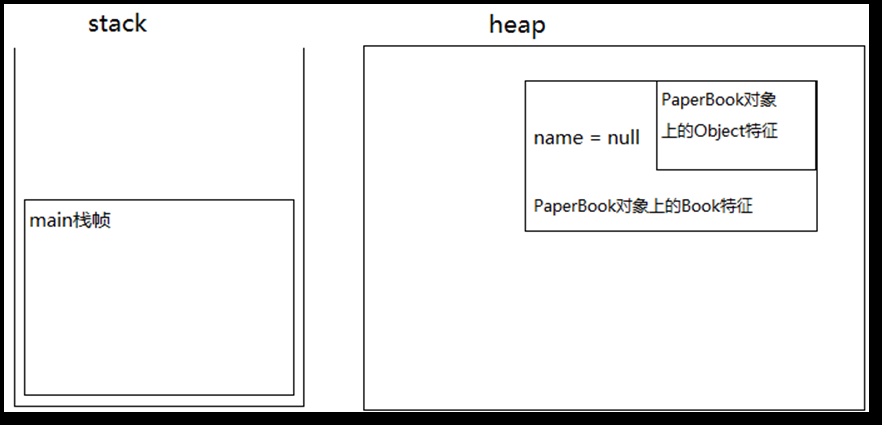 stack
heap
PaperBook对象
上的Object特征
name = null
PaperBook对象上的Book特征
main栈帧